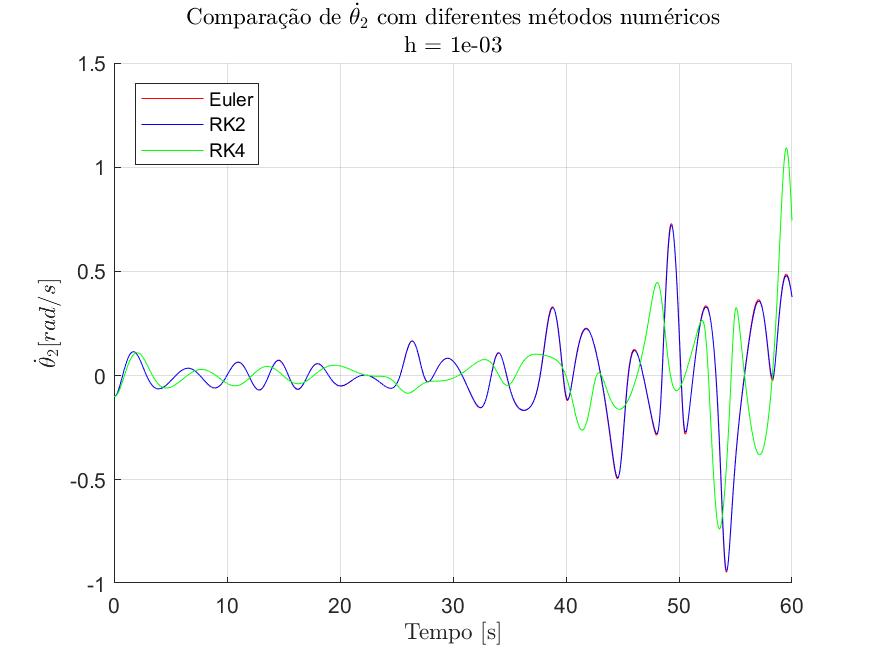 Comparação de θ̇₂ com diferentes métodos numéricos
h = 1e-03
Euler
RK2
RK4
1.5
1
0.5
0
-0.5
-1
θ̇₂[rad/s]
0 10 20 30 40 50 60
Tempo [s]